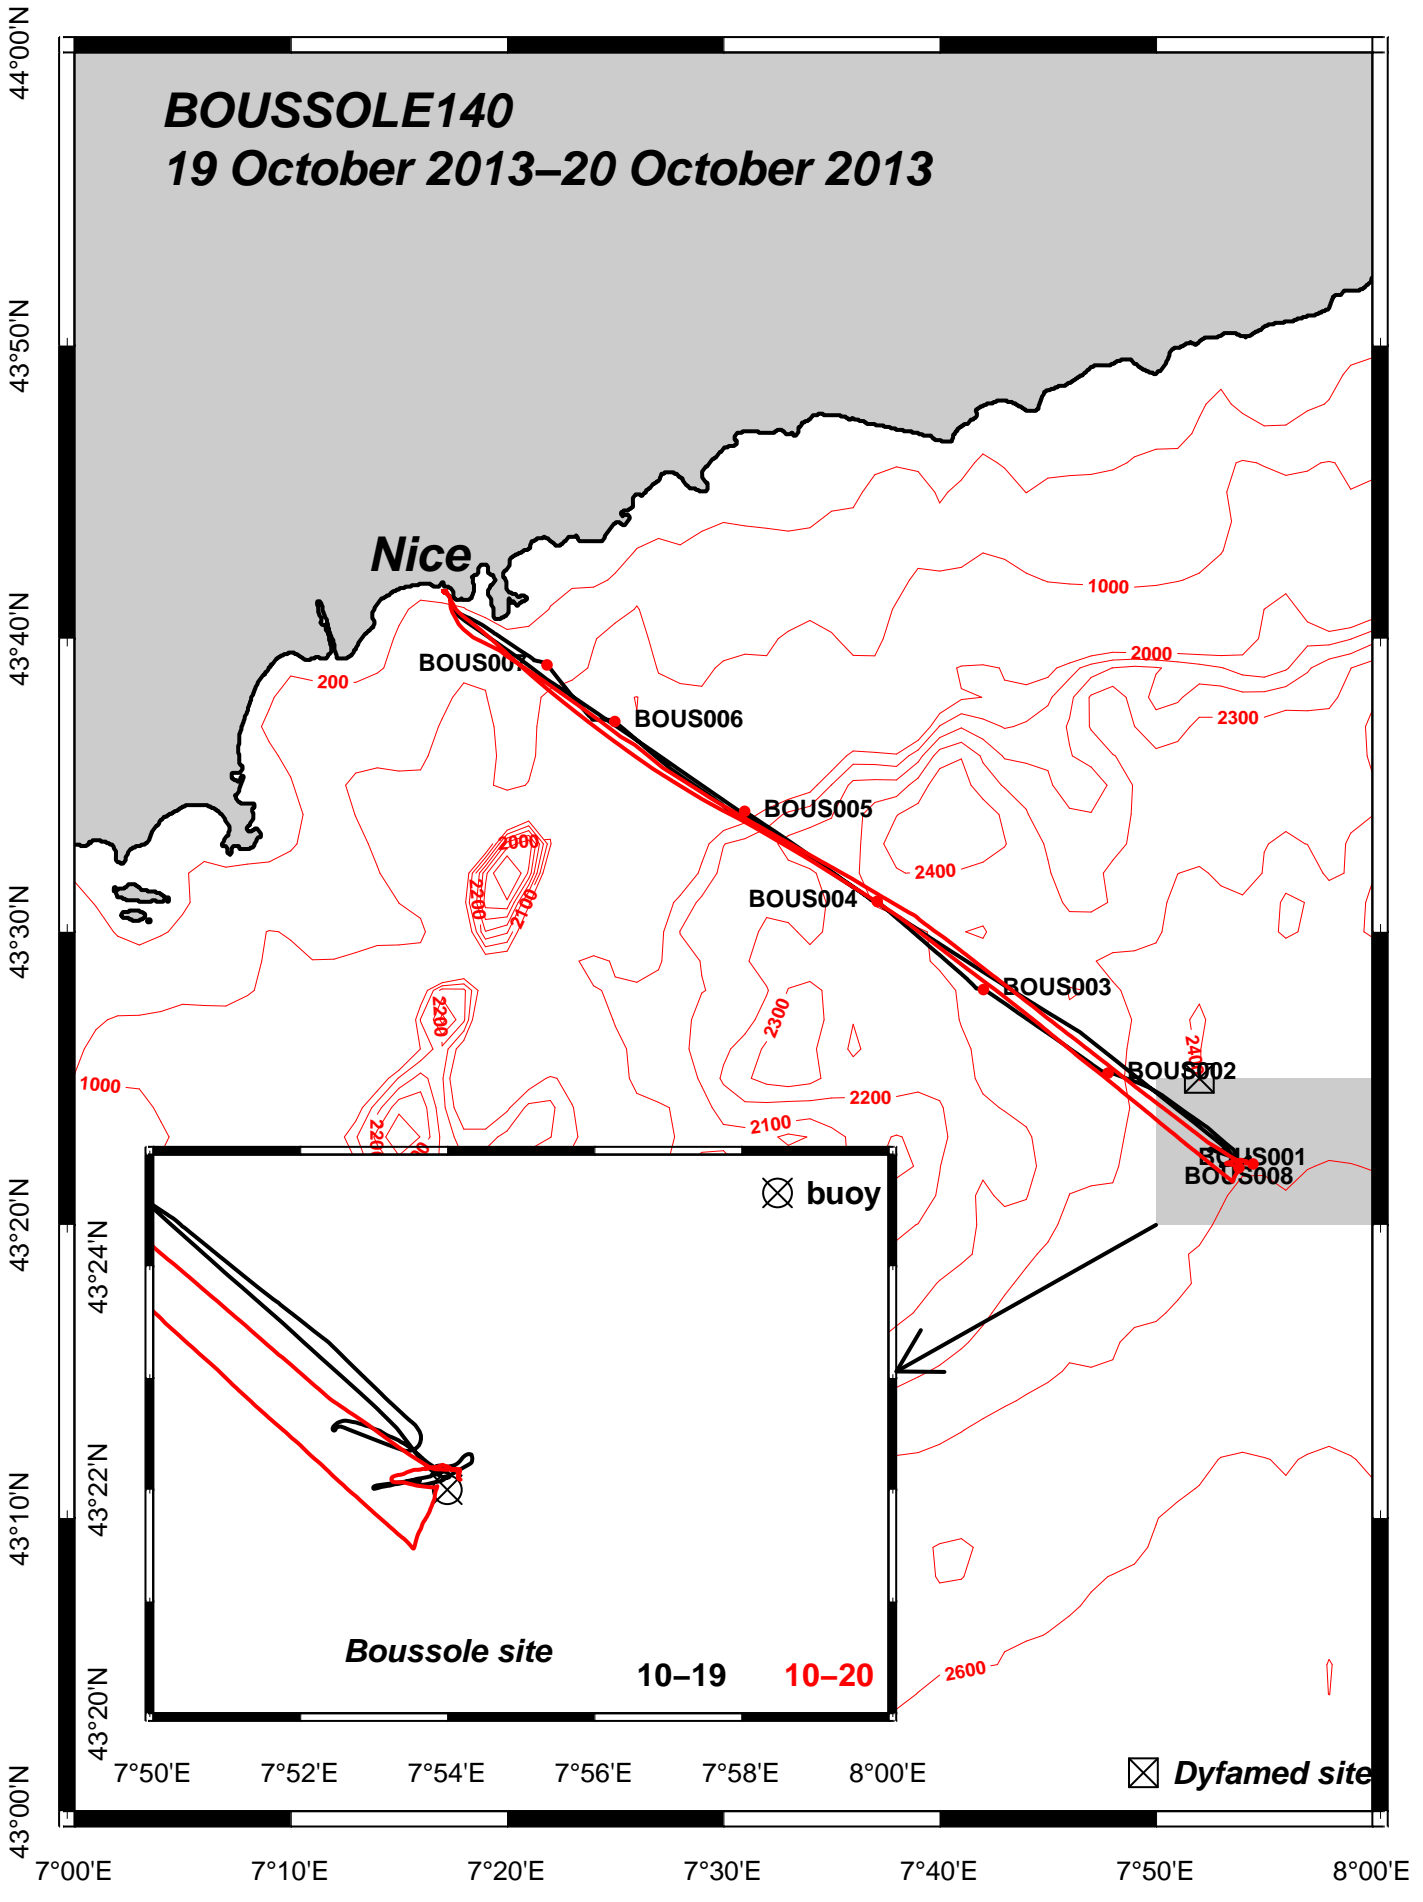 BOUSSOLE140
19 October 2013–20 October 2013
44°00'N
43°50'N
43°40'N
43°30'N
43°20'N
43°10'N
43°00'N
Nice
1000
2000
200
2300
BOUS007
BOUS006
BOUS005
2000
2400
2200
2100
BOUS004
BOUS003
2300
2200
2400
BOUS002
1000
2200
2100
2200
BOUS001
BOUS008
buoy
43°24'N
43°22'N
43°20'N
Boussole site
10–19
10–20
2600
7°50'E
7°52'E
7°54'E
7°56'E
7°58'E
8°00'E
Dyfamed site
7°00'E
7°10'E
7°20'E
7°30'E
7°40'E
7°50'E
8°00'E